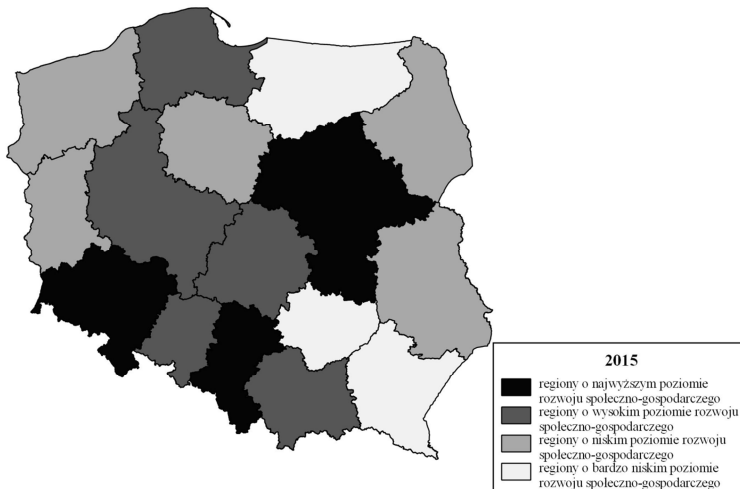 2015
regiony o najwyższym poziomie
rozwoju społeczno-gospodarczego
regiony o wysokim poziomie rozwoju
społeczno-gospodarczego
regiony o niskim poziomie rozwoju
społeczno-gospodarczego
regiony o bardzo niskim poziomie
rozwoju społeczno-gospodarczego